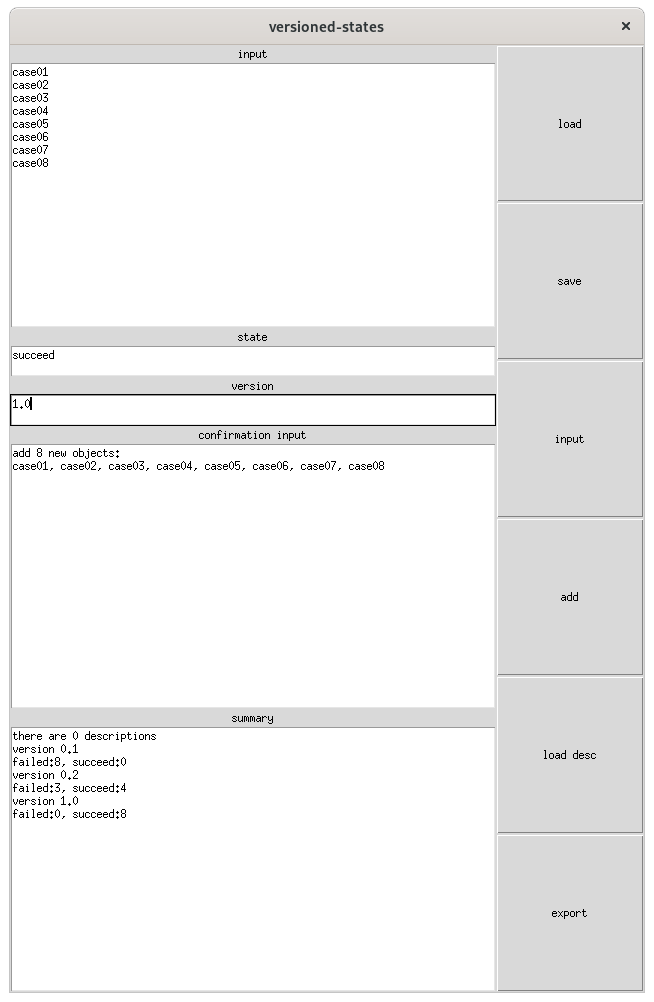 versioned-states
×
input
case01
case02
case03
case04
case05
case06
case07
case08
state
succeed
version
1.0
confirmation input
add 8 new objects:
case01, case02, case03, case04, case05, case06, case07, case08
summary
there are 0 descriptions
version 0.1
failed:8, succeed:0
version 0.2
failed:3, succeed:4
version 1.0
failed:0, succeed:8
load
save
input
add
load desc
export